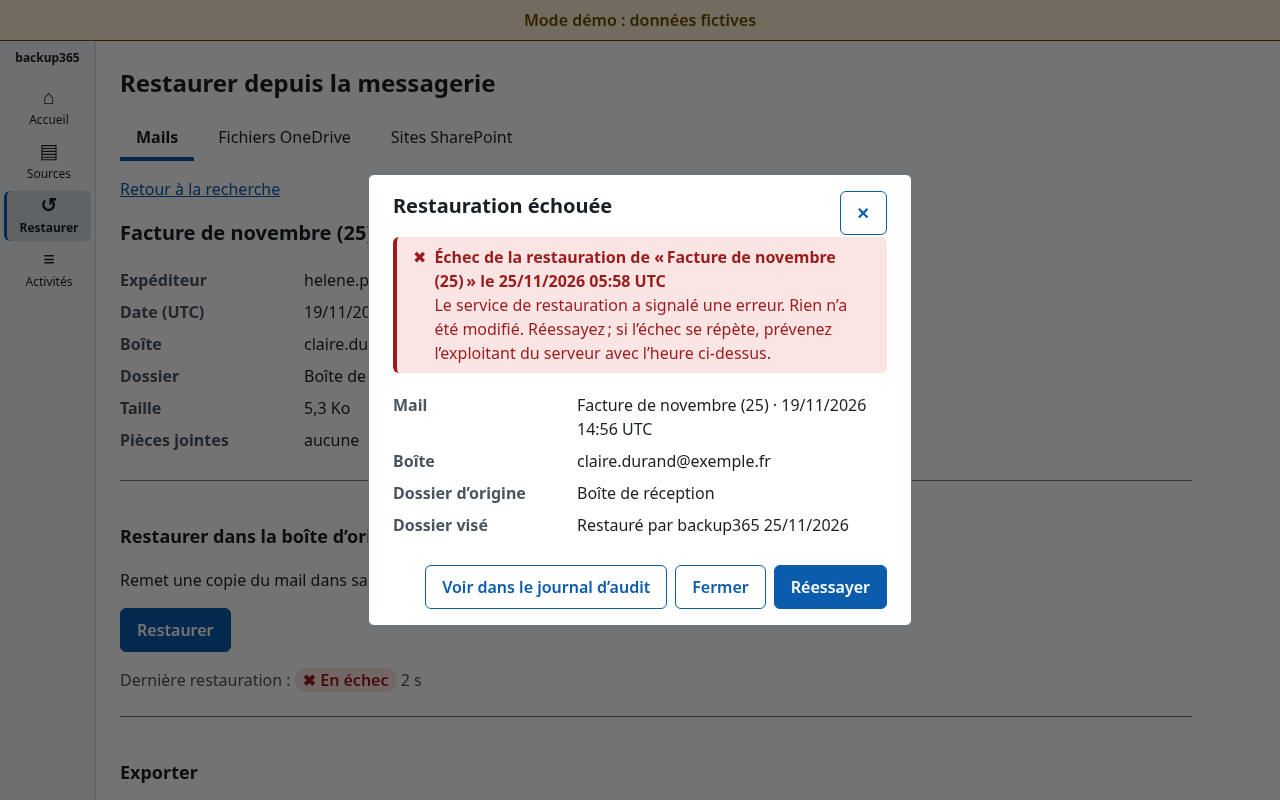 Mode démo : données fictives
backup365
Accueil
Sources
Restaurer
Activités
Restaurer depuis la messagerie
Mails
Fichiers OneDrive
Sites SharePoint
Retour à la recherche
Facture de novembre (25)
Expéditeur
helene.p
Date (UTC)
19/11/20
Boîte
claire.du
Dossier
Boîte de
Taille
5,3 Ko
Pièces jointes
aucune
Restaurer dans la boîte d’ori
Remet une copie du mail dans sa
Restaurer
Dernière restauration : ✖ En échec 2 s
Exporter
Restauration échouée
×
✖ Échec de la restauration de « Facture de novembre
(25) » le 25/11/2026 05:58 UTC
Le service de restauration a signalé une erreur. Rien n’a
été modifié. Réessayez ; si l’échec se répète, prévenez
l’exploitant du serveur avec l’heure ci-dessus.
Mail
Facture de novembre (25) · 19/11/2026
14:56 UTC
Boîte
claire.durand@exemple.fr
Dossier d’origine
Boîte de réception
Dossier visé
Restauré par backup365 25/11/2026
Voir dans le journal d’audit
Fermer
Réessayer